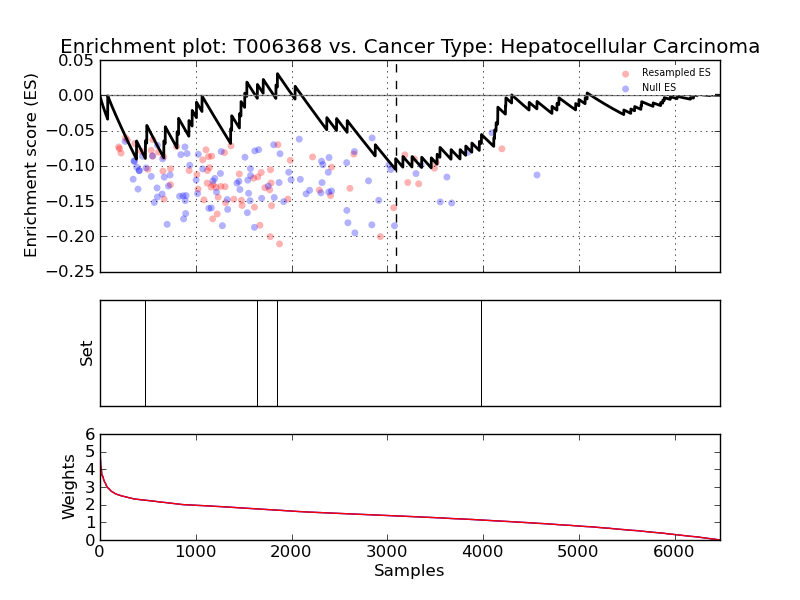 Enrichment plot: T006368 vs. Cancer Type: Hepatocellular Carcinoma
0.05
0.00
−0.05
−0.10
−0.15
−0.20
−0.25
Enrichment score (ES)
Resampled ES
Null ES
Set
6
5
4
3
2
1
0
Weights
0 1000 2000 3000 4000 5000 6000
Samples